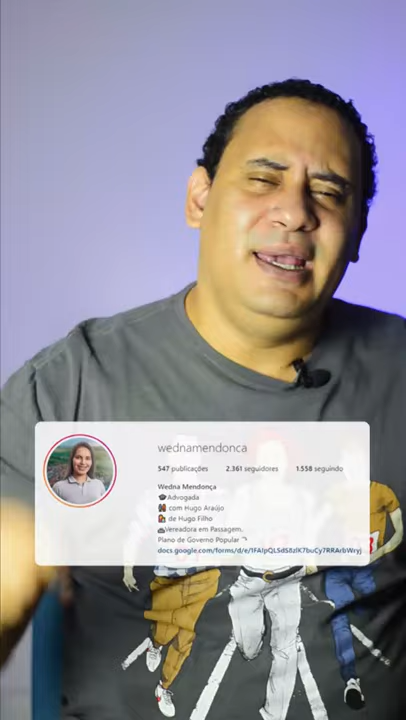 wednamendonca
547 publicações 2.361 seguidores 1.558 seguindo
Wedna Mendonça
Advogada
com Hugo Araújo
de Hugo Filho
Vereadora em Passagem.
Plano de Governo Popular
docs.google.com/forms/d/e/1FAIpQLSdS8zlK7buCy7RRArbWryj